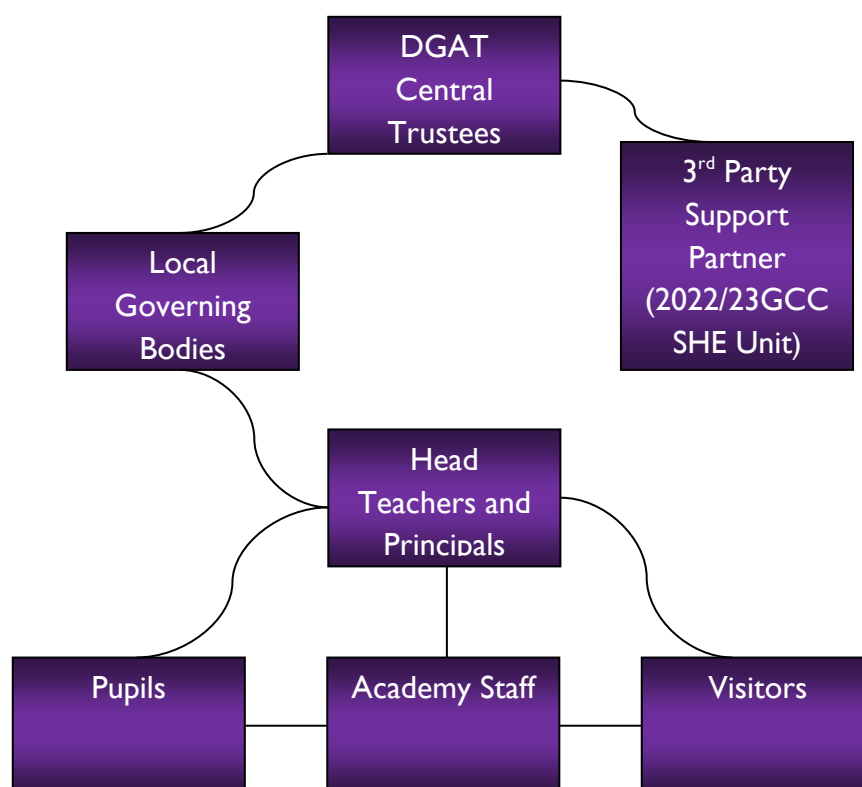 DGAT
Central
Trustees
3rd Party
Support
Partner
(2022/23GCC
SHE Unit)
Local
Governing
Bodies
Head
Teachers and
Principals
Pupils
Academy Staff
Visitors